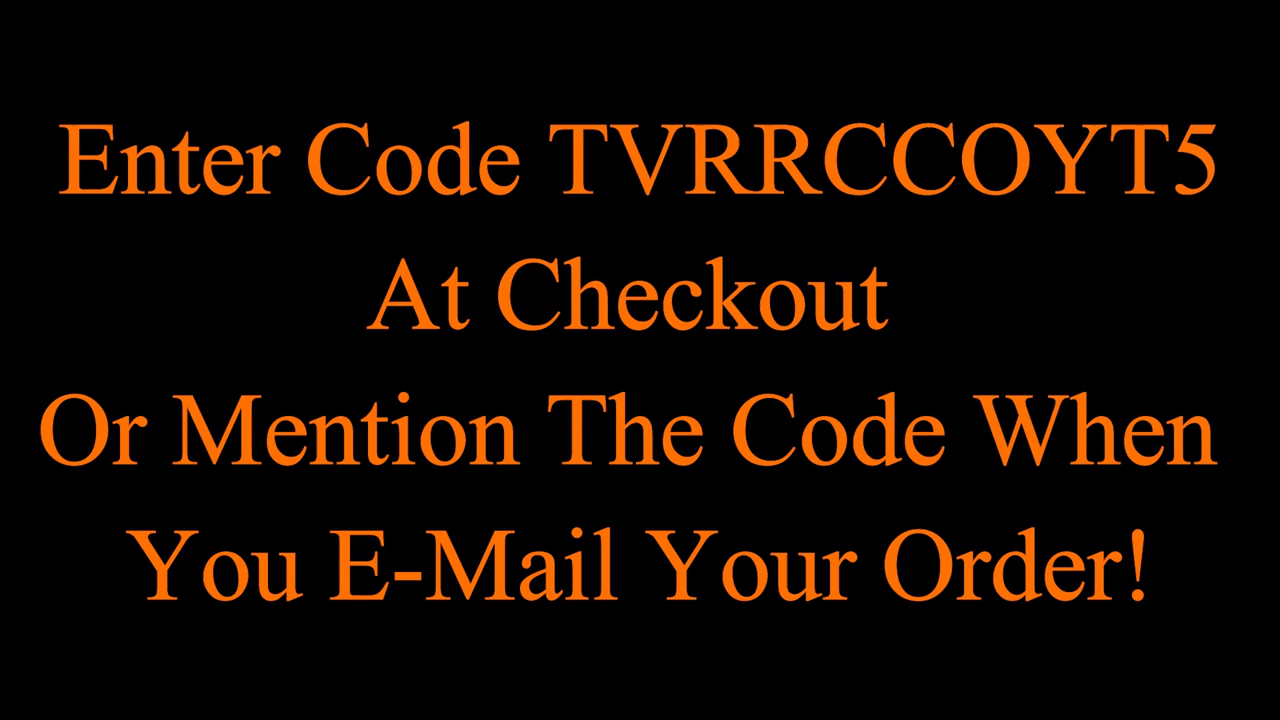 Enter Code TVRRCCOYT5
At Checkout
Or Mention The Code When
You E-Mail Your Order!